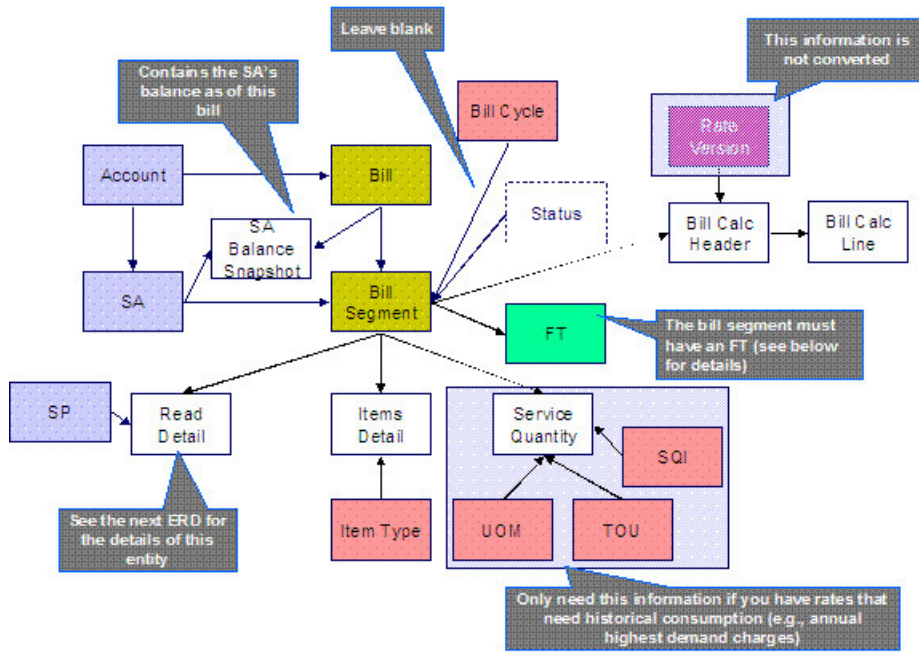 Leave blank
This information is
not converted
Contains the SA's
balance as of this
bill
Bill Cycle
Rate
Version
Account
Bill
SA
Balance
Snapshot
Status
Bill Calc
Header
Bill Calc
Line
SA
Bill
Segment
FT
The bill segment must
have an FT (see below
for details)
SP
Read
Detail
Items
Detail
Service
Quantity
SQI
See the next ERD for
the details of this
entity
Item Type
UOM
TOU
Only need this information if you have rates that
need historical consumption (e.g., annual
highest demand charges)